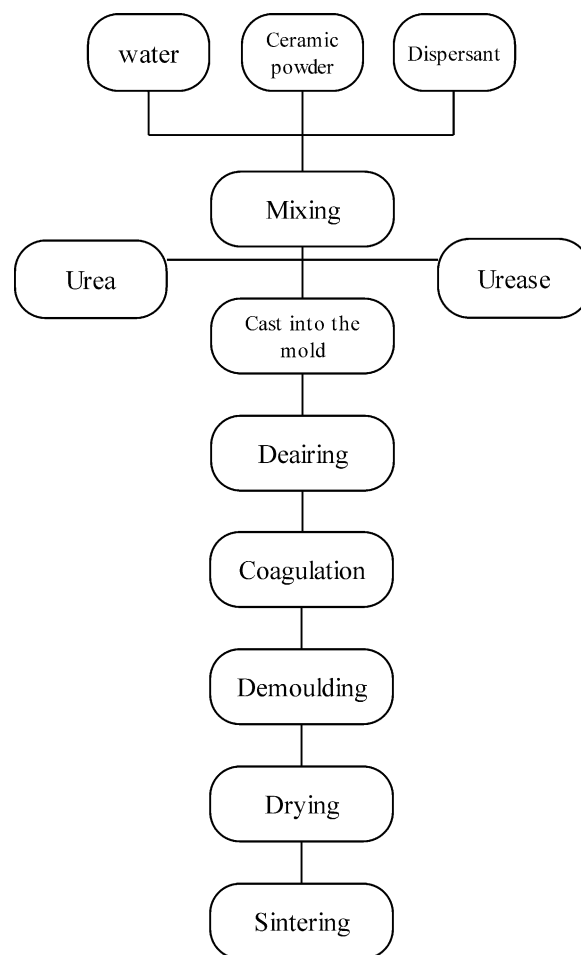 water
Ceramic
powder
Dispersant
Mixing
Urea
Urease
Cast into the
mold
Deairing
Coagulation
Demoulding
Drying
Sintering